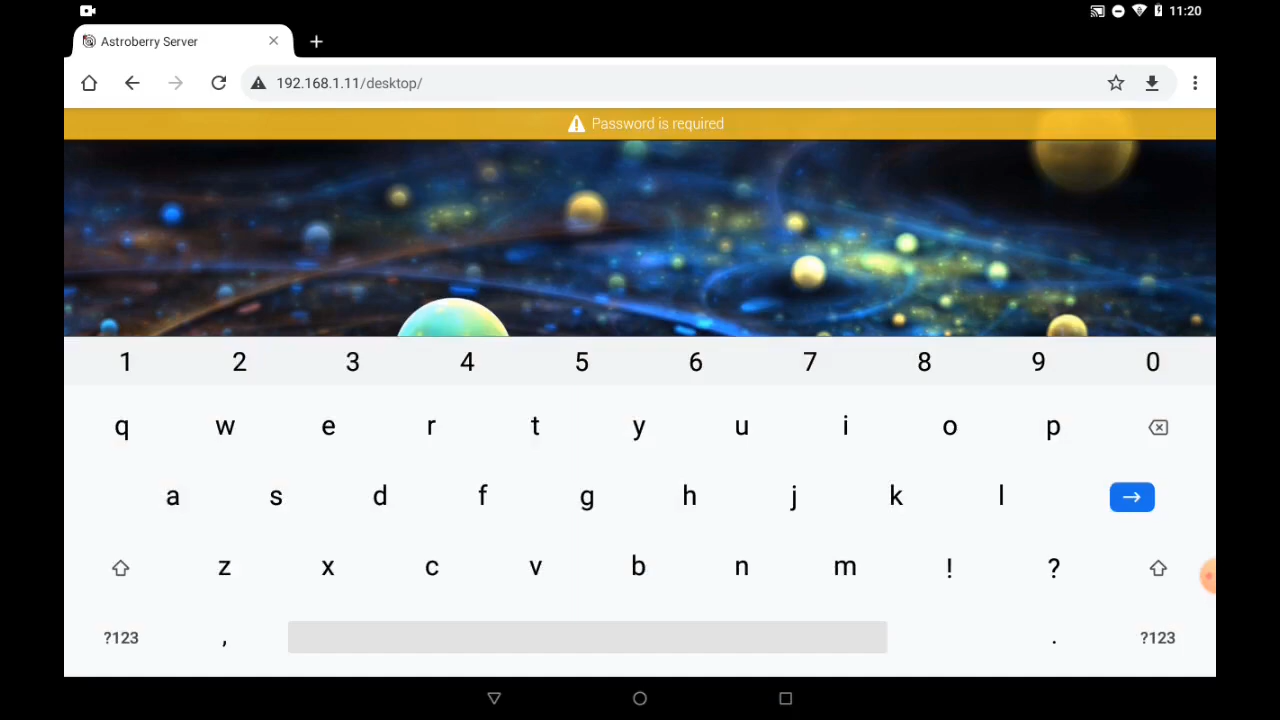 11:20
Astroberry Server
192.168.1.11/desktop/
Password is required
1 2 3 4 5 6 7 8 9 0
q w e r t y u i o p
a s d f g h j k l
z x c v b n m ! ?
?123 , . ?123